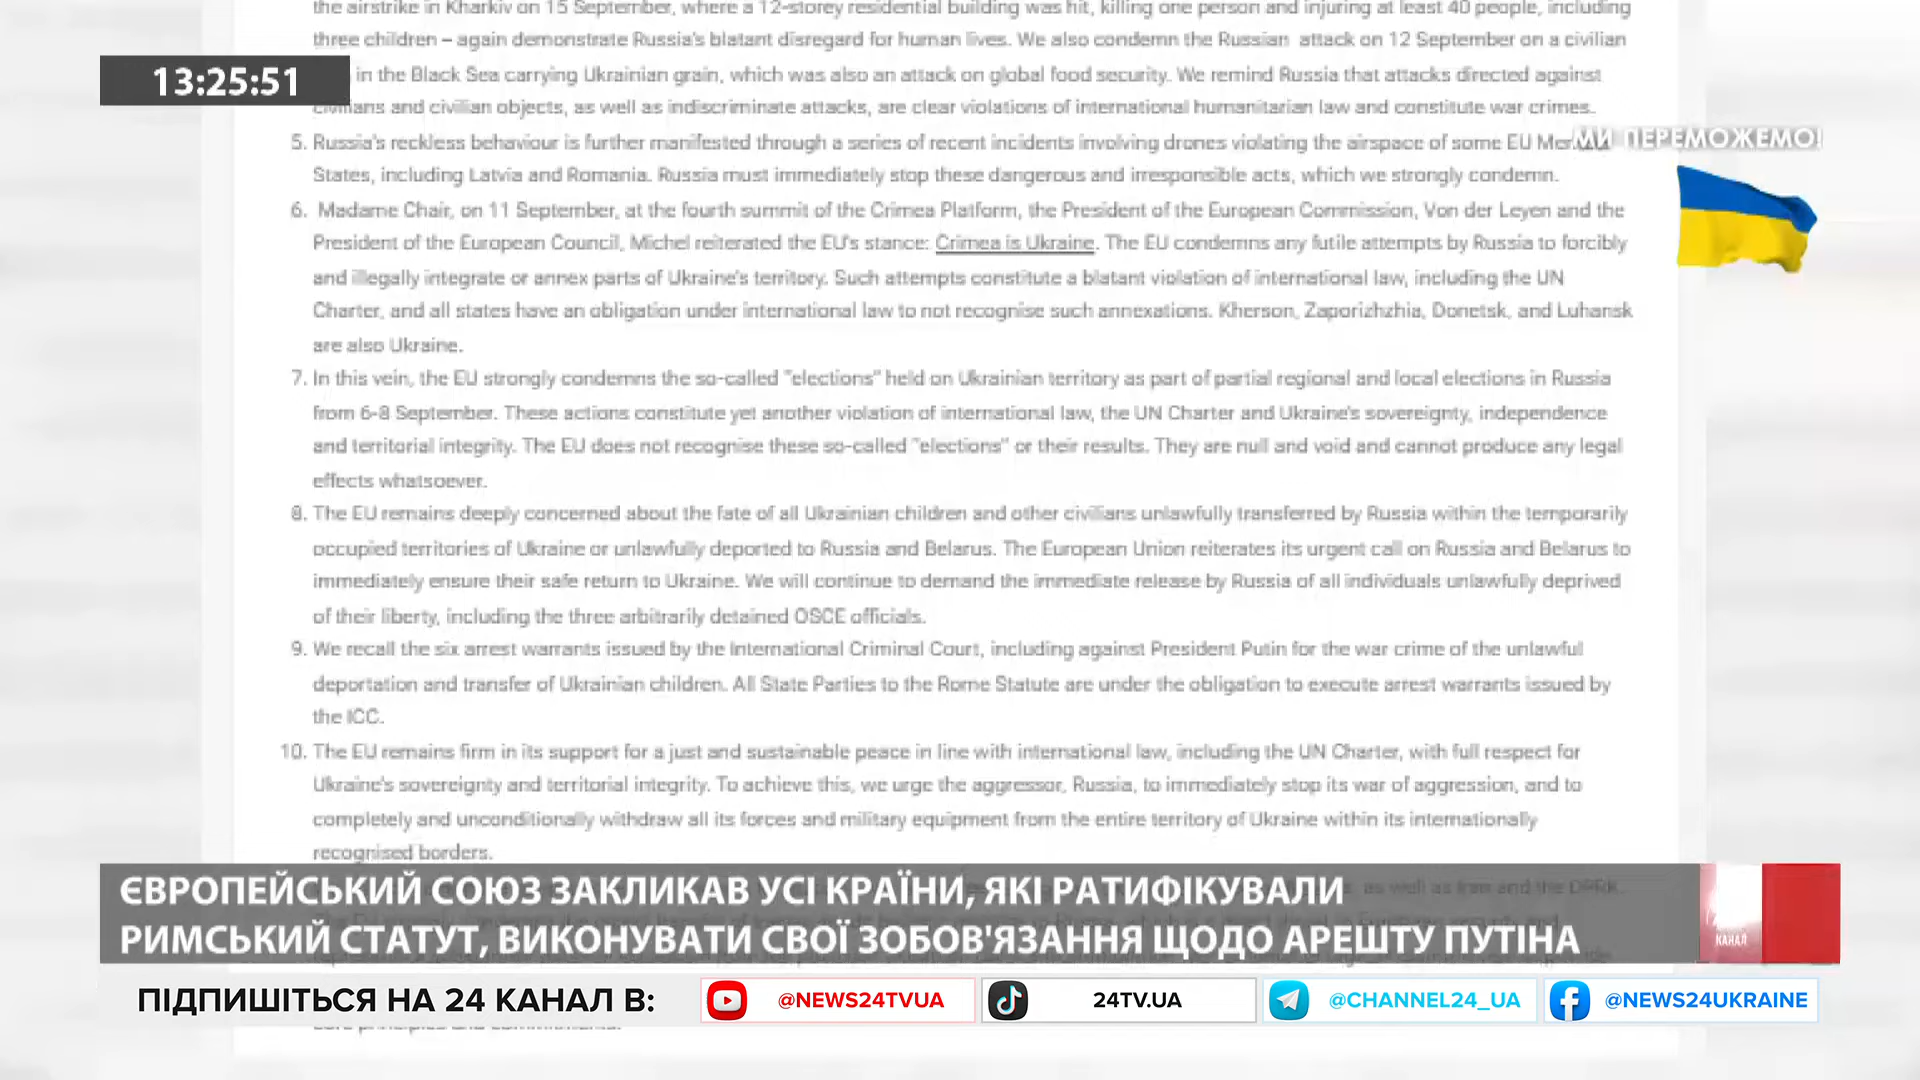 the airstrike in Kharkiv on 15 September, where a 12-storey residential building was hit, killing one person and injuring at least 40 people, including
three children – again demonstrate Russia's blatant disregard for human lives. We also condemn the Russian attack on 12 September on a civilian
13:25:51
in the Black Sea carrying Ukrainian grain, which was also an attack on global food security. We remind Russia that attacks directed against
civilians and civilian objects, as well as indiscriminate attacks, are clear violations of international humanitarian law and constitute war crimes.
МИ ПЕРЕМОЖЕМО!
5. Russia's reckless behaviour is further manifested through a series of recent incidents involving drones violating the airspace of some EU
States, including Latvia and Romania. Russia must immediately stop these dangerous and irresponsible acts, which we strongly condemn.
6. Madame Chair, on 11 September, at the fourth summit of the Crimea Platform, the President of the European Commission, Von der Leyen and the
President of the European Council, Michel reiterated the EU's stance: Crimea is Ukraine. The EU condemns any futile attempts by Russia to forcibly
and illegally integrate or annex parts of Ukraine's territory. Such attempts constitute a blatant violation of international law, including the UN
Charter, and all states have an obligation under international law to not recognise such annexations. Kherson, Zaporizhzhia, Donetsk, and Luhansk
are also Ukraine.
7. In this vein, the EU strongly condemns the so-called "elections" held on Ukrainian territory as part of partial regional and local elections in Russia
from 6-8 September. These actions constitute yet another violation of international law, the UN Charter and Ukraine's sovereignty, independence
and territorial integrity. The EU does not recognise these so-called "elections" or their results. They are null and void and cannot produce any legal
effects whatsoever.
8. The EU remains deeply concerned about the fate of all Ukrainian children and other civilians unlawfully transferred by Russia within the temporarily
occupied territories of Ukraine or unlawfully deported to Russia and Belarus. The European Union reiterates its urgent call on Russia and Belarus to
immediately ensure their safe return to Ukraine. We will continue to demand the immediate release by Russia of all individuals unlawfully deprived
of their liberty, including the three arbitrarily detained OSCE officials.
9. We recall the six arrest warrants issued by the International Criminal Court, including against President Putin for the war crime of the unlawful
deportation and transfer of Ukrainian children. All State Parties to the Rome Statute are under the obligation to execute arrest warrants issued by
the ICC.
10. The EU remains firm in its support for a just and sustainable peace in line with international law, including the UN Charter, with full respect for
Ukraine's sovereignty and territorial integrity. To achieve this, we urge the aggressor, Russia, to immediately stop its war of aggression, and to
completely and unconditionally withdraw all its forces and military equipment from the entire territory of Ukraine within its internationally
recognised borders.
as well as Iran and the DPRK.
ЄВРОПЕЙСЬКИЙ СОЮЗ ЗАКЛИКАВ УСІ КРАЇНИ, ЯКІ РАТИФІКУВАЛИ
РИМСЬКИЙ СТАТУТ, ВИКОНУВАТИ СВОЇ ЗОБОВ'ЯЗАННЯ ЩОДО АРЕШТУ ПУТІНА
КАНАЛ
ПІДПИШІТЬСЯ НА 24 КАНАЛ В: @NEWS24TVUA 24TV.UA @CHANNEL24_UA @NEWS24UKRAINE